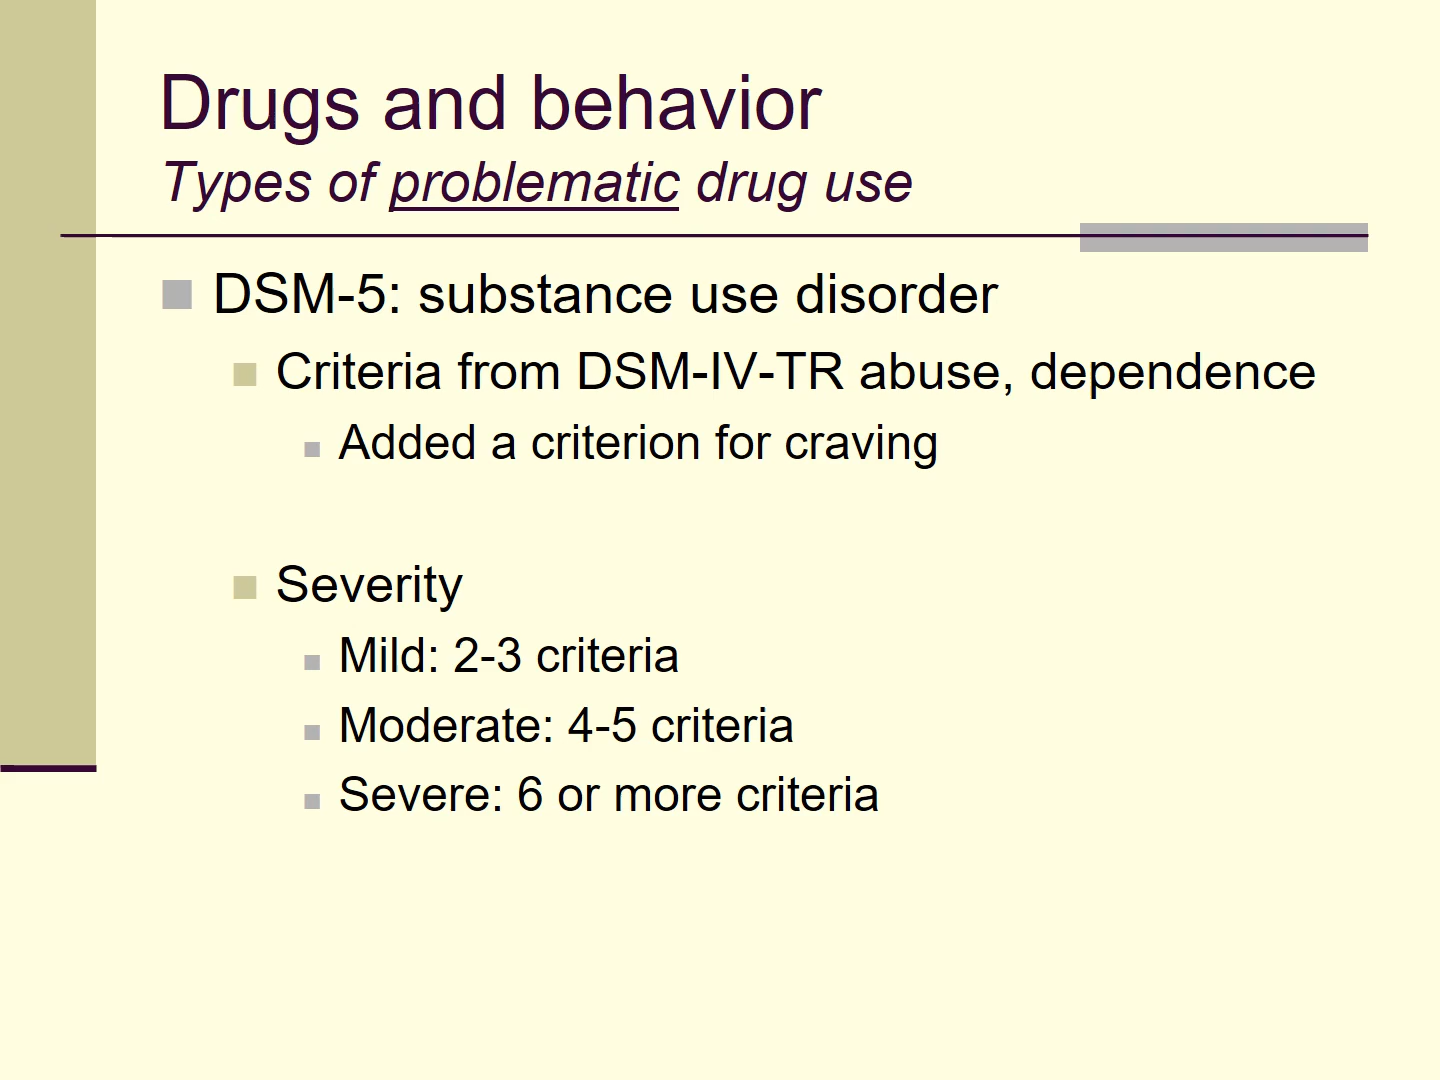 Drugs and behavior
Types of problematic drug use
DSM-5: substance use disorder
Criteria from DSM-IV-TR abuse, dependence
Added a criterion for craving
Severity
Mild: 2-3 criteria
Moderate: 4-5 criteria
Severe: 6 or more criteria